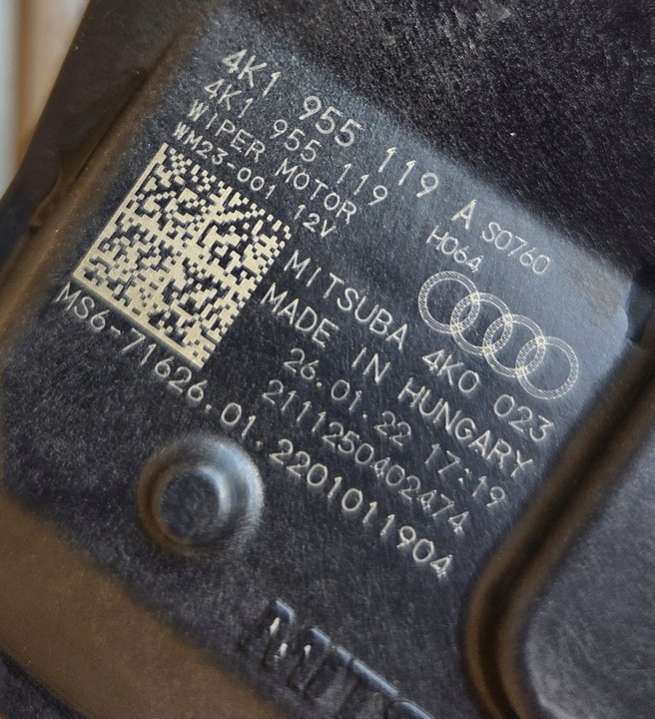 4K1 955 119 A S0760
4K1 955 119 H064
WIPER MOTOR
WM23-001 12V
MITSUBA 4K0 023
MADE IN HUNGARY
26.01.22 17:19
2111250402474
MS6-71626.01.2201011904